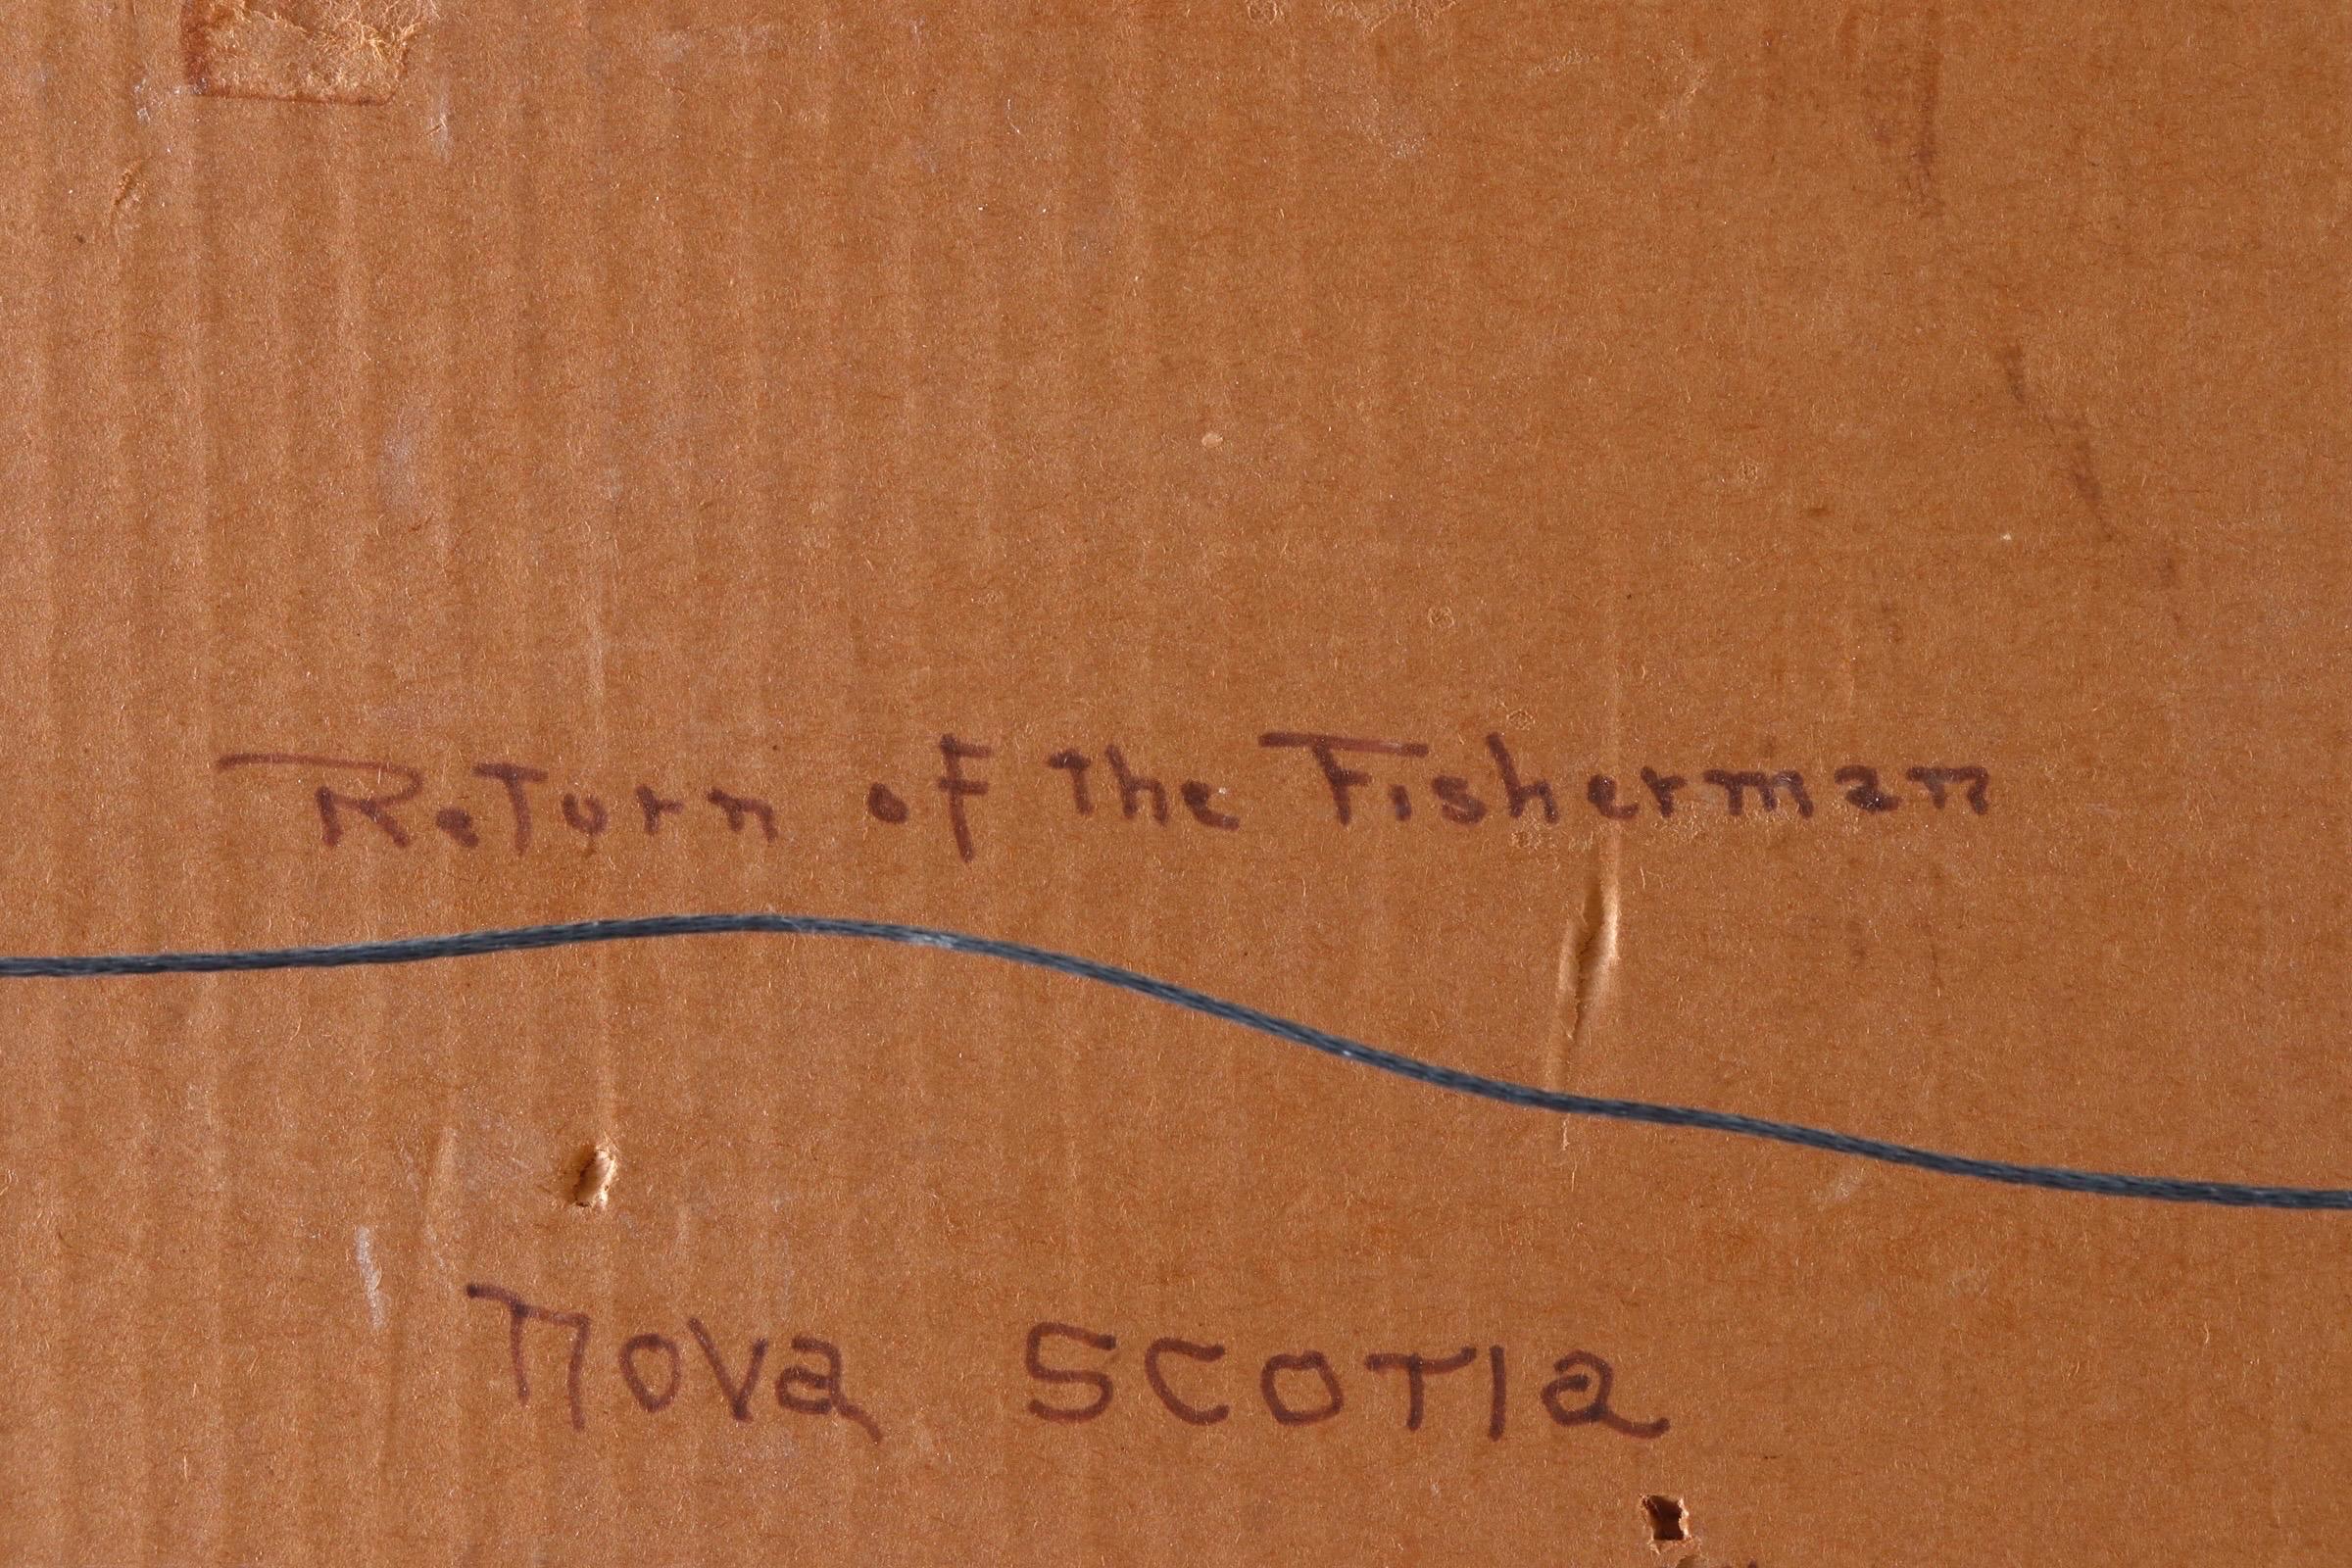 Return of the Fisherman
Nova Scotia